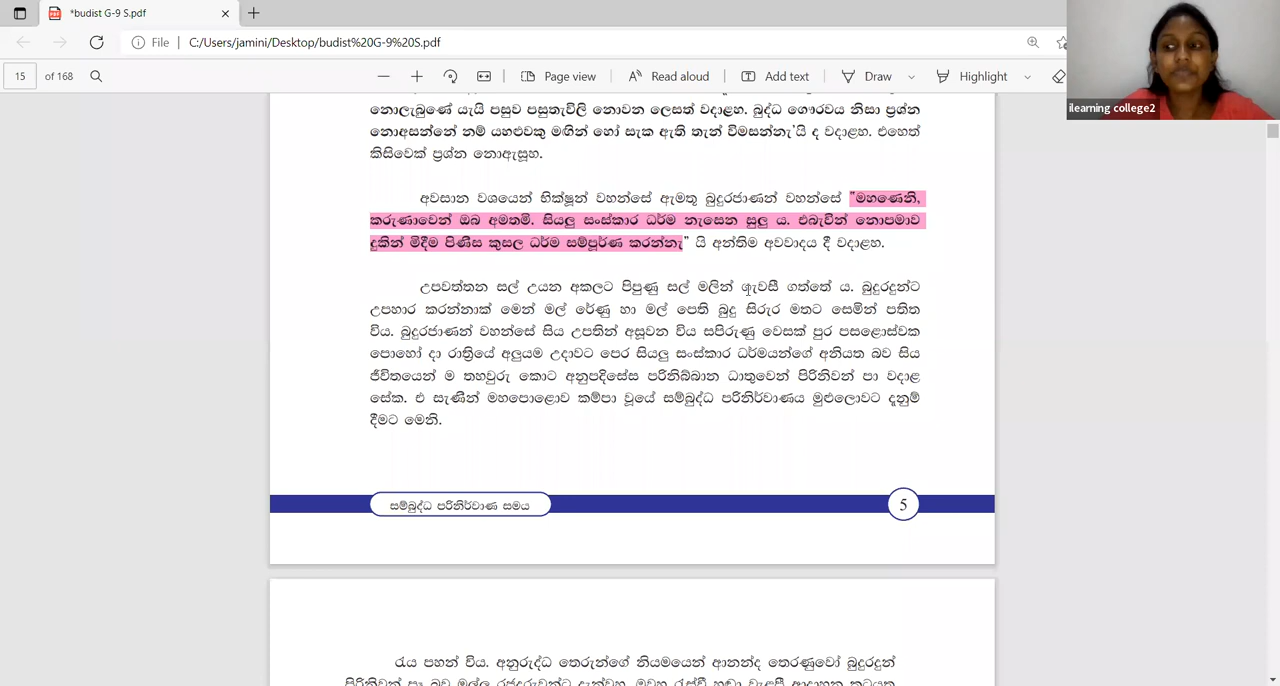 *budist G-9 S.pdf
File
C:/Users/jamini/Desktop/budist%20G-9%20S.pdf
15 of 168
Page view
Read aloud
Add text
Draw
Highlight
ilearning college2
නොලැබුණේ යැයි පසුව පසුතැවිලි නොවන ලෙසත් වදාළහ. බුද්ධ ගෞරවය නිසා ප්‍රශ්න
නොඅසන්නේ නම් යහළුවකු මඟින් හෝ සැක ඇති තැන් විමසන්නැ'යි ද වදාළහ. එහෙත්
කිසිවෙක් ප්‍රශ්න නොඇසූහ.
අවසාන වශයෙන් භික්ෂූන් වහන්සේ ඇමතූ බුදුරජාණන් වහන්සේ "මහණෙනි,
කරුණාවෙන් ඔබ අමතමි. සියලු සංස්කාර ධර්ම නැසෙන සුලු ය. එබැවින් නොපමාව
දුකින් මිදීම පිණිස කුසල ධර්ම සම්පූර්ණ කරන්නැ" යි අන්තිම අවවාදය දී වදාළහ.
උපවත්තන සල් උයන අකලට පිපුණු සල් මලින් ගැවසී ගත්තේ ය. බුදුරදුන්ට
උපහාර කරන්නාක් මෙන් මල් රේණු හා මල් පෙති බුදු සිරුර මතට සෙමින් පතිත
විය. බුදුරජාණන් වහන්සේ සිය උපතින් අසූවන විය සපිරුණු වෙසක් පුර පසළොස්වක
පොහෝ දා රාත්‍රියේ අලුයම උදාවට පෙර සියලු සංස්කාර ධර්මයන්ගේ අනියත බව සිය
ජීවිතයෙන් ම තහවුරු කොට අනුපදිසේස පරිනිබ්බාන ධාතුවෙන් පිරිනිවන් පා වදාළ
සේක. එ සැණින් මහපොළොව කම්පා වූයේ සම්බුද්ධ පරිනිර්වාණය මුළුලොවට දැනුම්
දීමට මෙනි.
සම්බුද්ධ පරිනිර්වාණ සමය
5
රැය පහන් විය. අනුරුද්ධ තෙරුන්ගේ නියමයෙන් ආනන්ද තෙරණුවෝ බුදුරදුන්